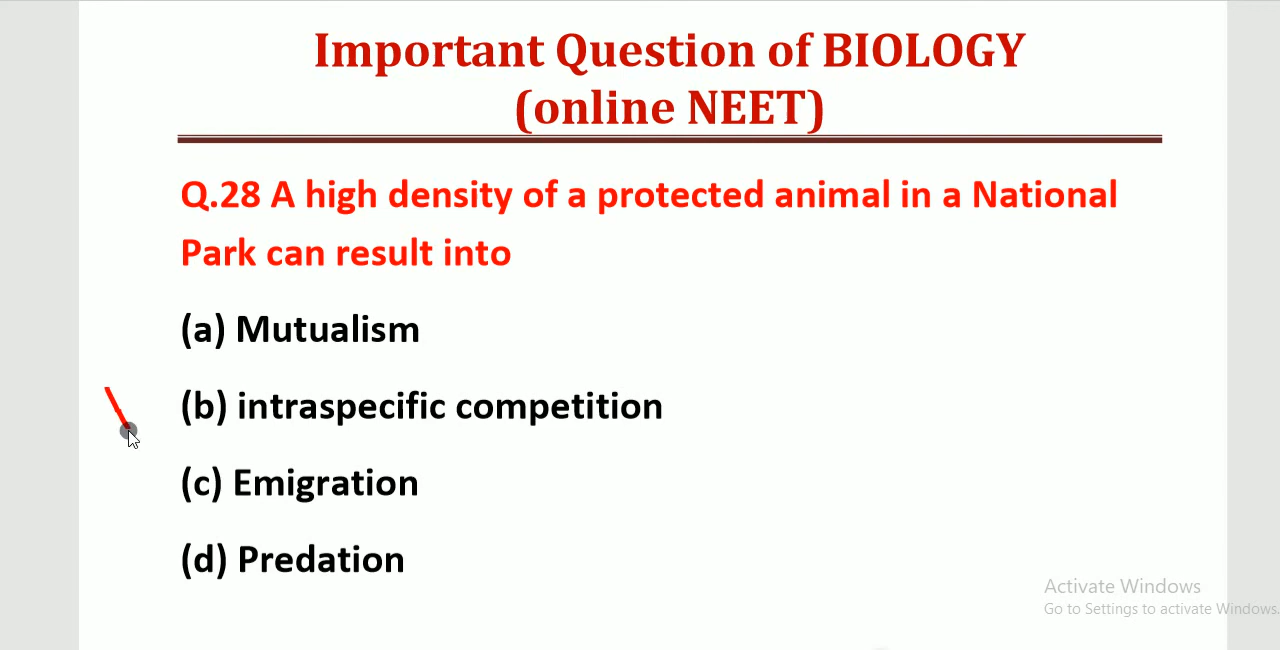 Important Question of BIOLOGY
(online NEET)
Q.28 A high density of a protected animal in a National
Park can result into
(a) Mutualism
(b) intraspecific competition
(c) Emigration
(d) Predation
Activate Windows
Go to Settings to activate Windows.